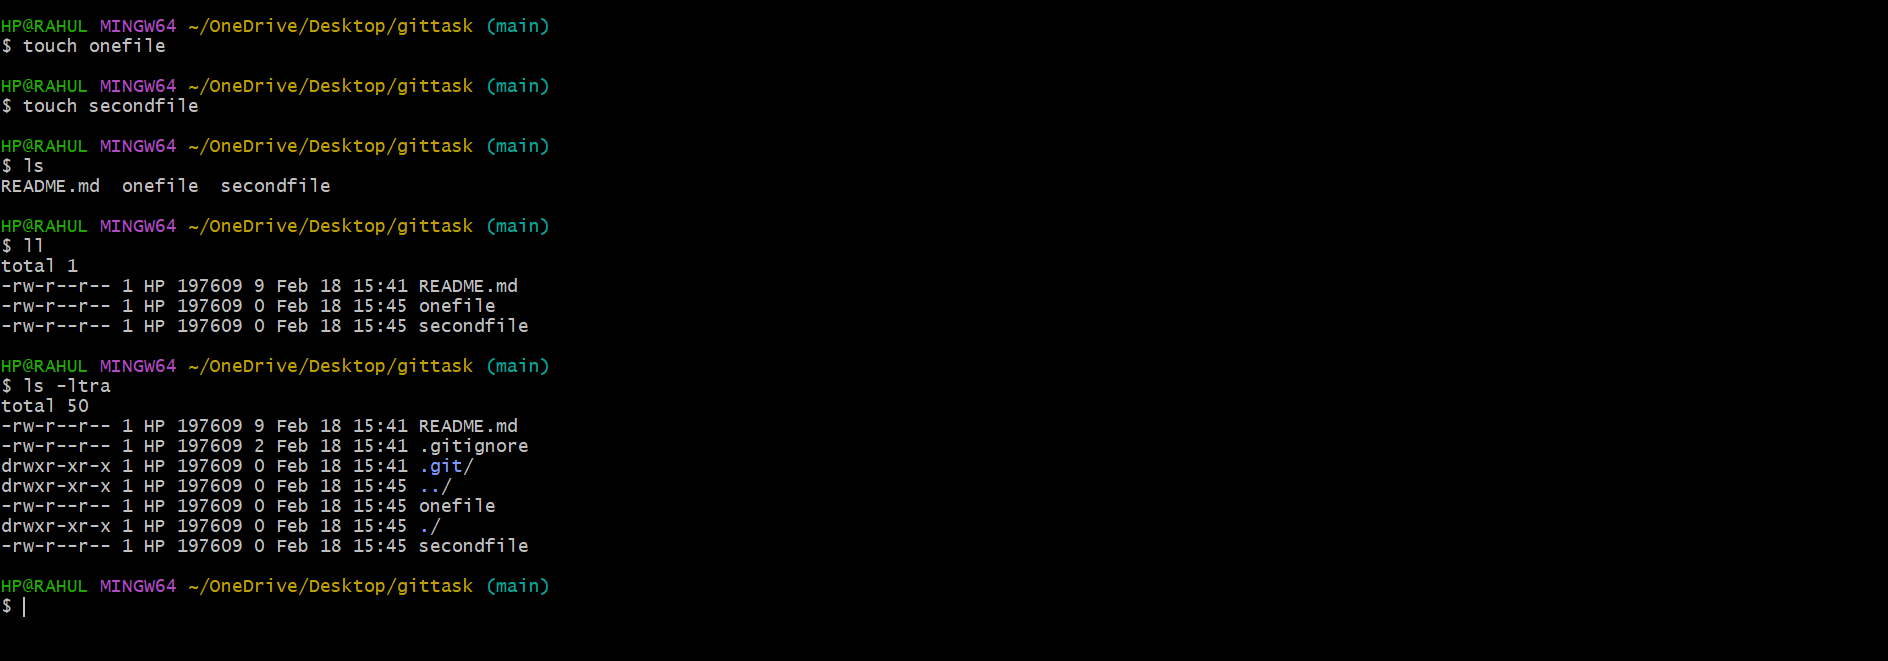 HP@RAHUL MINGW64 ~/OneDrive/Desktop/gittask (main)
$ touch onefile
HP@RAHUL MINGW64 ~/OneDrive/Desktop/gittask (main)
$ touch secondfile
HP@RAHUL MINGW64 ~/OneDrive/Desktop/gittask (main)
$ ls
README.md  onefile  secondfile
HP@RAHUL MINGW64 ~/OneDrive/Desktop/gittask (main)
$ ll
total 1
-rw-r--r-- 1 HP 197609 9 Feb 18 15:41 README.md
-rw-r--r-- 1 HP 197609 0 Feb 18 15:45 onefile
-rw-r--r-- 1 HP 197609 0 Feb 18 15:45 secondfile
HP@RAHUL MINGW64 ~/OneDrive/Desktop/gittask (main)
$ ls -ltra
total 50
-rw-r--r-- 1 HP 197609 9 Feb 18 15:41 README.md
-rw-r--r-- 1 HP 197609 2 Feb 18 15:41 .gitignore
drwxr-xr-x 1 HP 197609 0 Feb 18 15:41 .git/
drwxr-xr-x 1 HP 197609 0 Feb 18 15:45 ../
-rw-r--r-- 1 HP 197609 0 Feb 18 15:45 onefile
drwxr-xr-x 1 HP 197609 0 Feb 18 15:45 ./
-rw-r--r-- 1 HP 197609 0 Feb 18 15:45 secondfile
HP@RAHUL MINGW64 ~/OneDrive/Desktop/gittask (main)
$